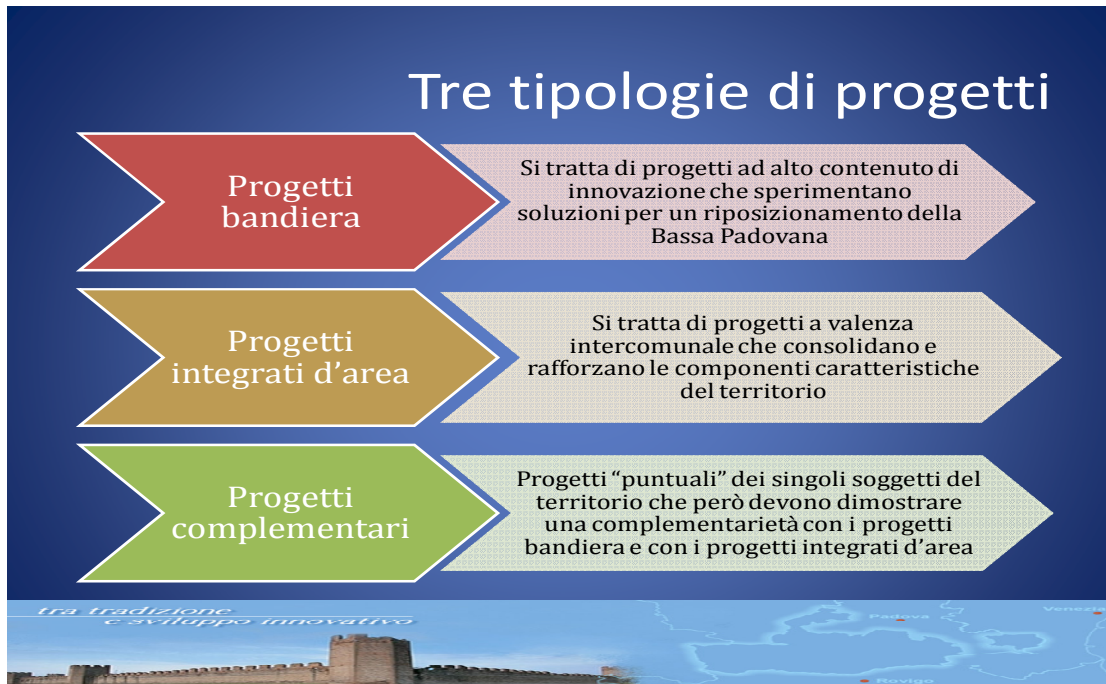 Tre tipologie di progetti
Progetti
bandiera
Si tratta di progetti ad alto contenuto di
innovazione che sperimentano
soluzioni per un riposizionamento della
Bassa Padovana
Progetti
integrati d’area
Si tratta di progetti a valenza
intercomunale che consolidano e
rafforzano le componenti caratteristiche
del territorio
Progetti
complementari
Progetti “puntuali” dei singoli soggetti del
territorio che però devono dimostrare
una complementarietà con i progetti
bandiera e con i progetti integrati d’area
tra tradizione
e sviluppo innovativo
Padova
Venezia
Rovigo